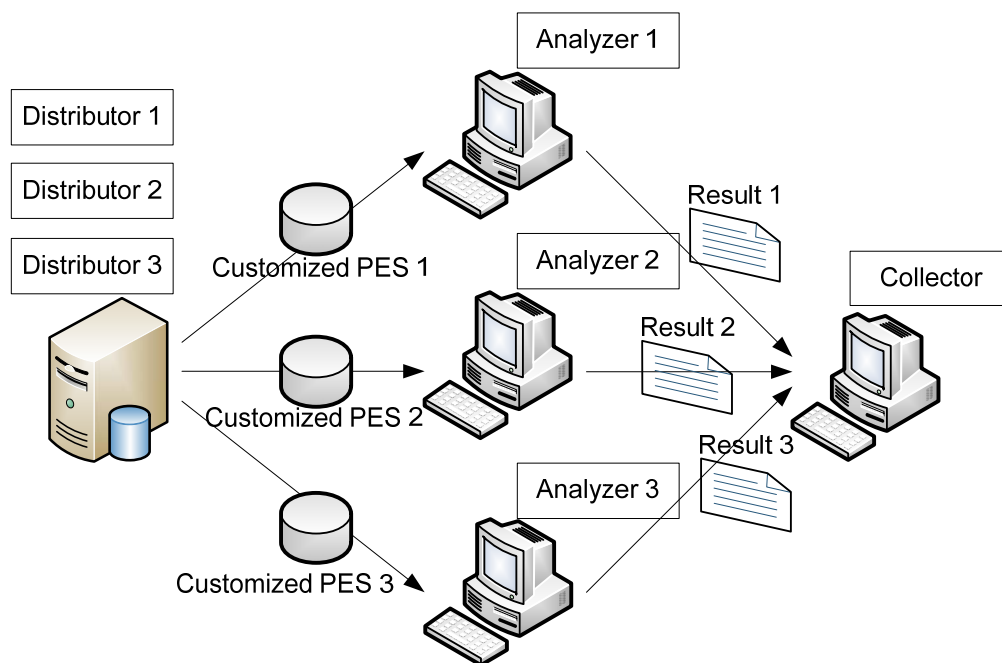 Distributor 1
Distributor 2
Distributor 3
Customized PES 1
Customized PES 2
Customized PES 3
Analyzer 1
Analyzer 2
Analyzer 3
Result 1
Result 2
Result 3
Collector